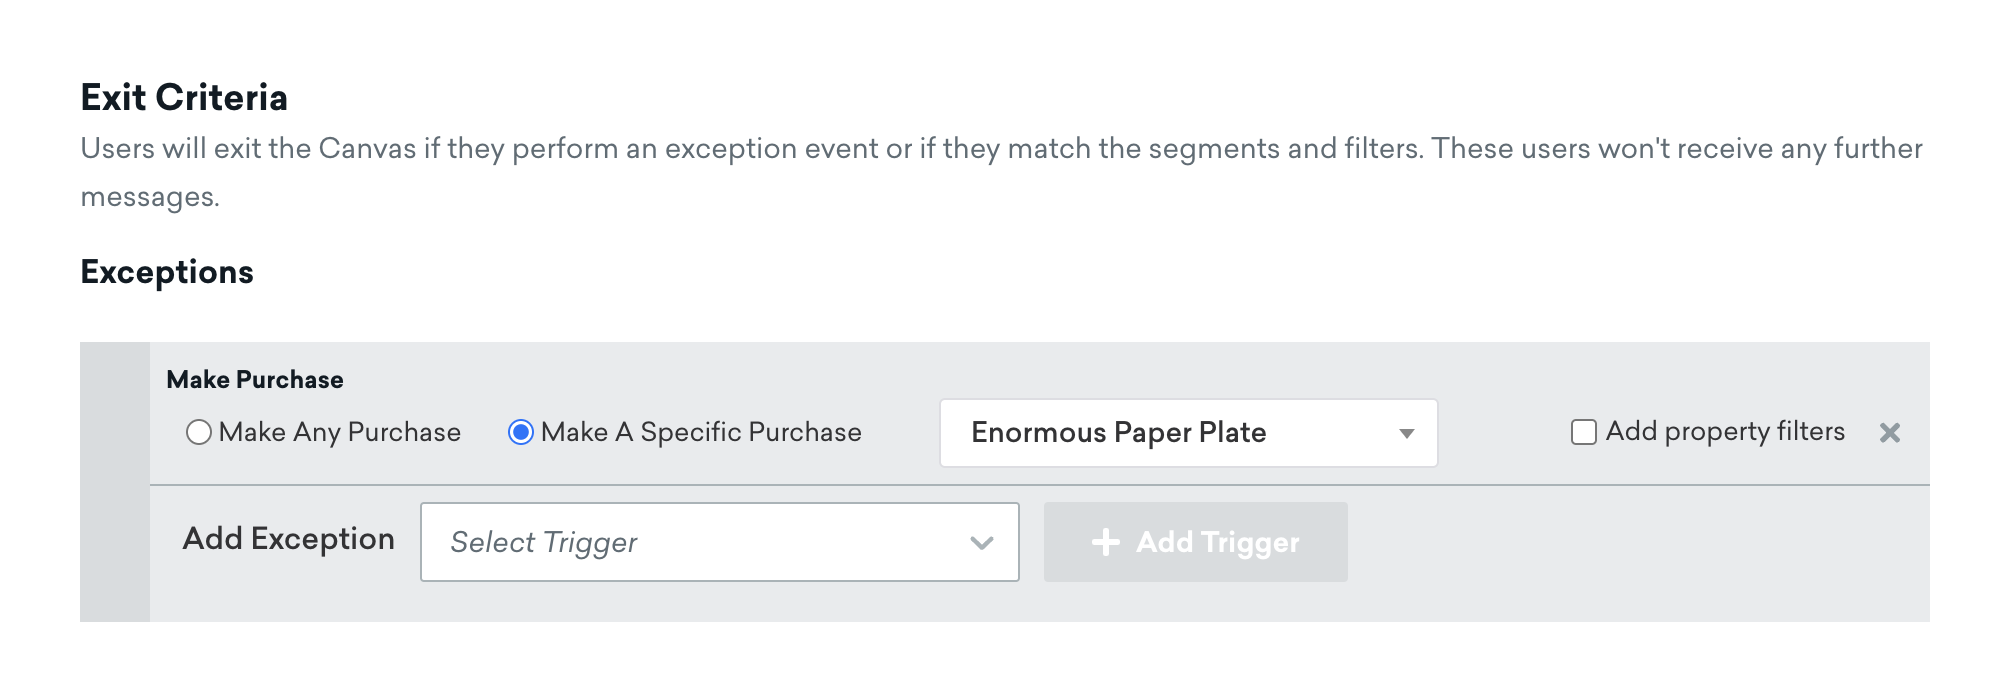 Exit Criteria
Users will exit the Canvas if they perform an exception event or if they match the segments and filters. These users won't receive any further
messages.
Exceptions
Make Purchase
Make Any Purchase Make A Specific Purchase Enormous Paper Plate Add property filters
Add Exception Select Trigger Add Trigger